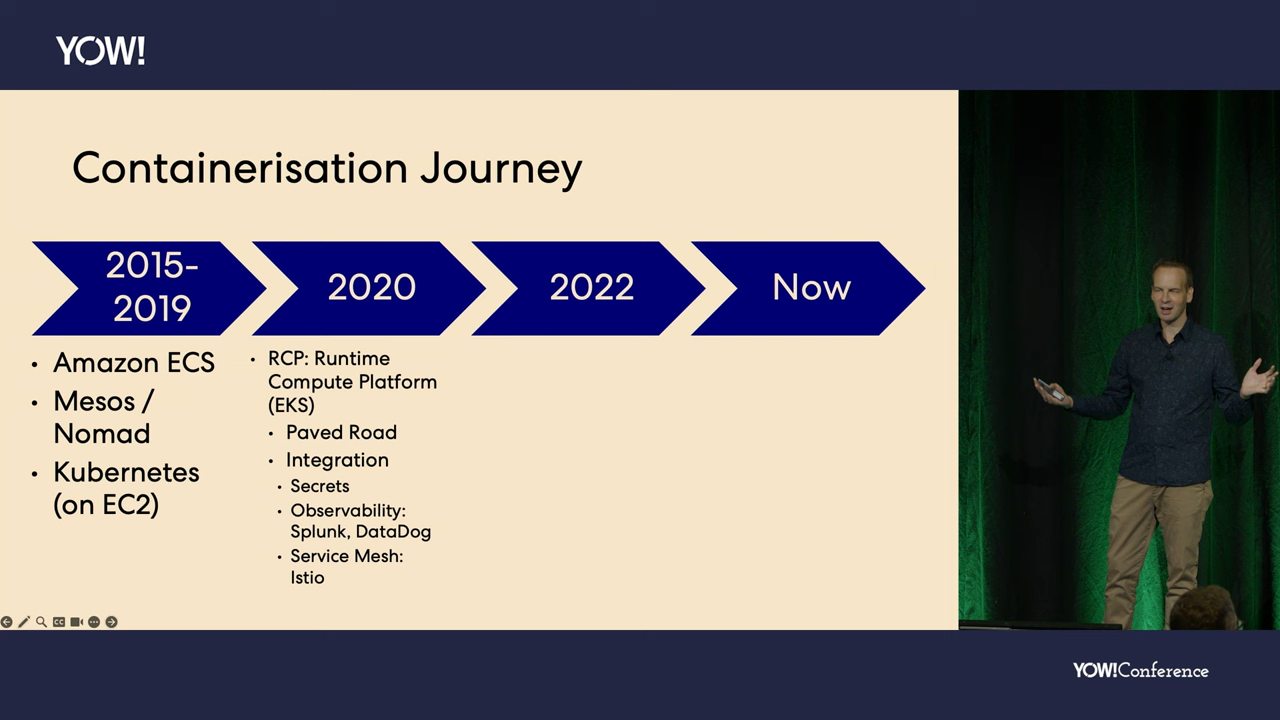 YOW!
Containerisation Journey
2015-
2019
2020
2022
Now
• Amazon ECS
• Mesos /
Nomad
• Kubernetes
(on EC2)
• RCP: Runtime
Compute Platform
(EKS)
• Paved Road
• Integration
• Secrets
• Observability:
Splunk, DataDog
• Service Mesh:
Istio
CC
YOW!Conference